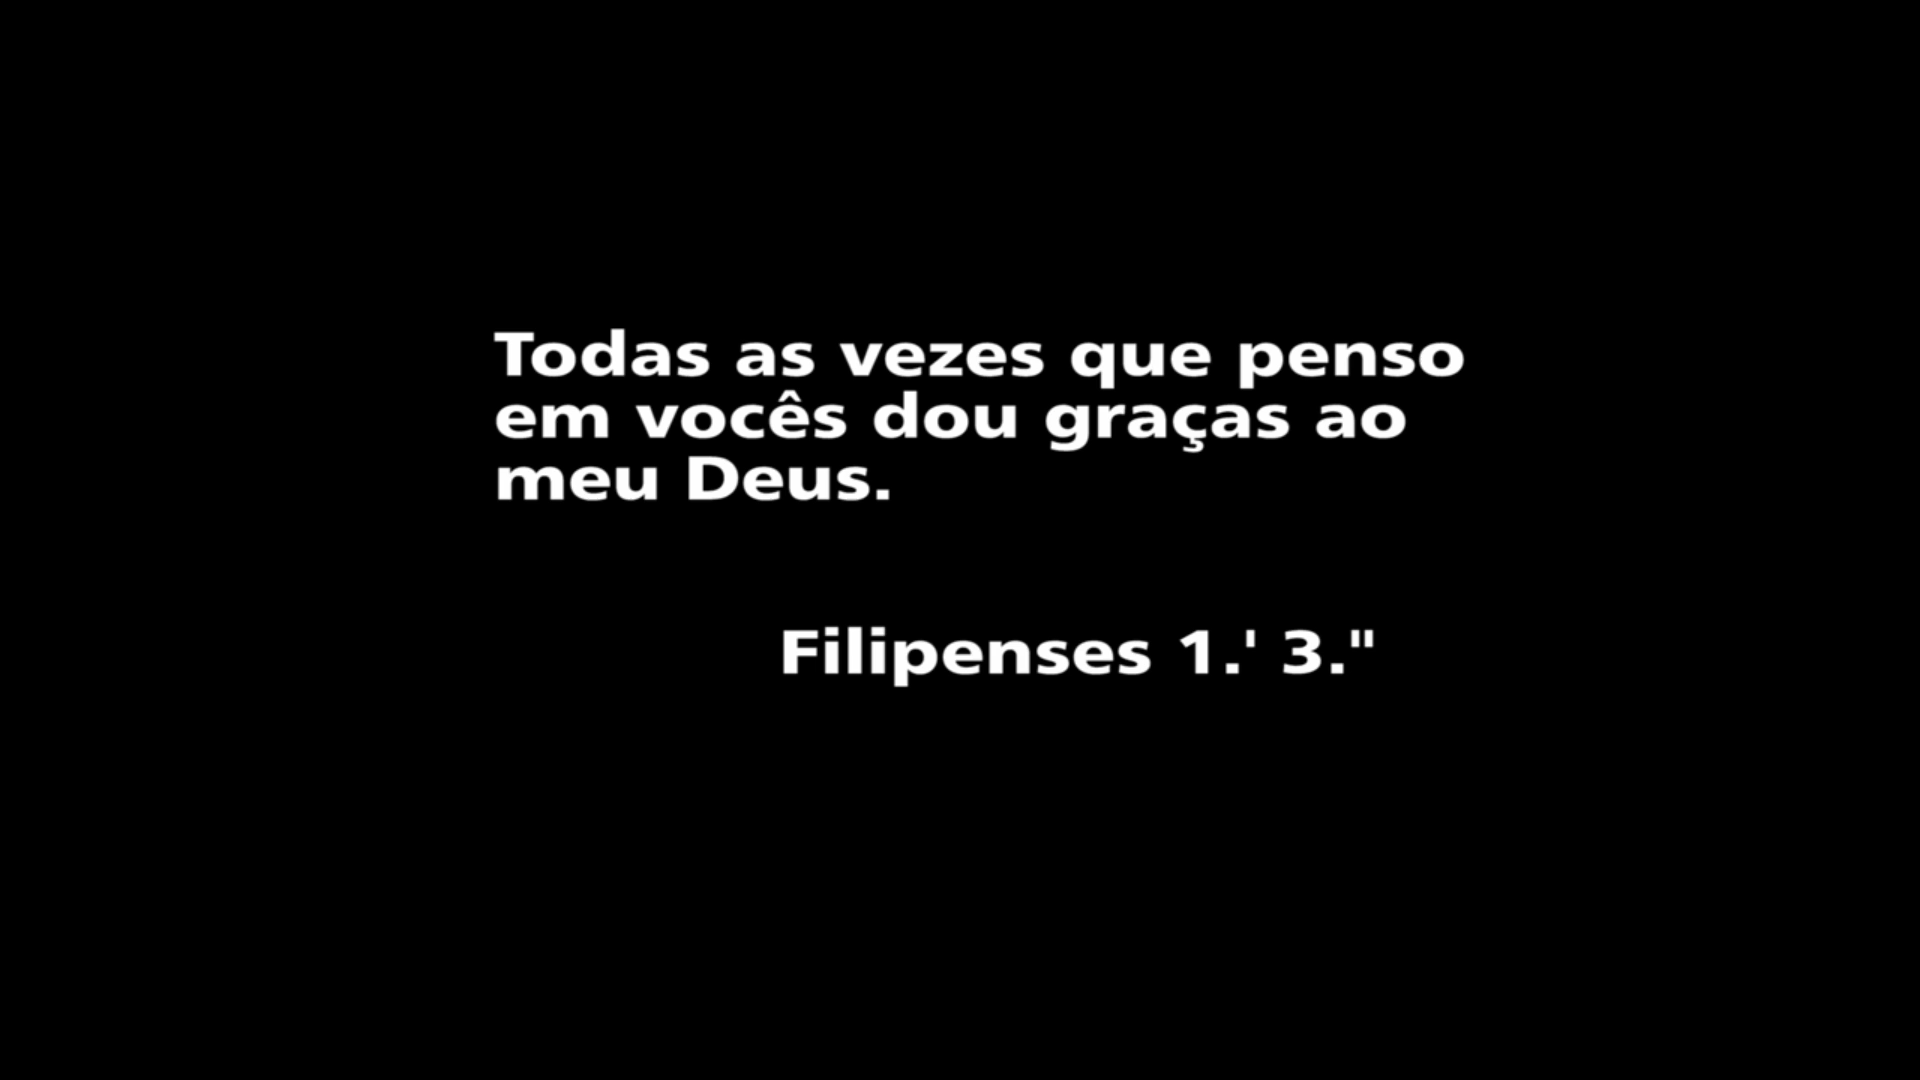 Todas as vezes que penso
em vocês dou graças ao
meu Deus.
Filipenses 1.' 3."